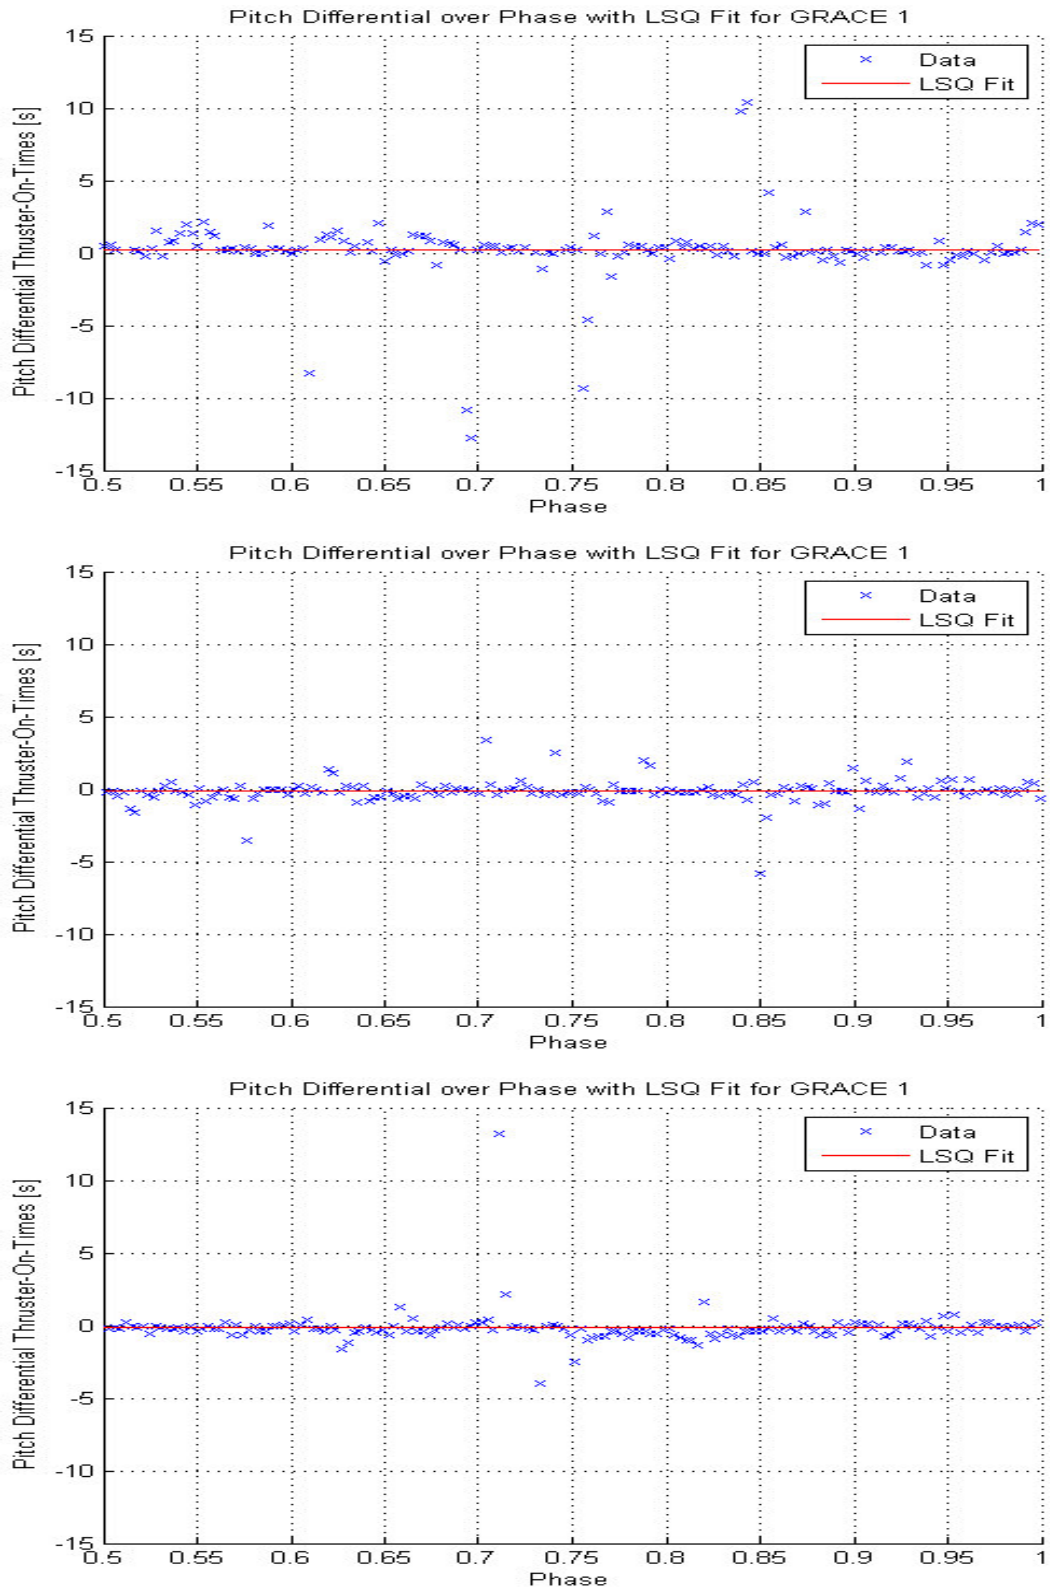 Pitch Differential over Phase with LSQ Fit for GRACE 1
Pitch Differential Thruster-On-Times [s]
15
10
5
0
-5
-10
-15
Data
LSQ Fit
0.5 0.55 0.6 0.65 0.7 0.75 0.8 0.85 0.9 0.95 1
Phase
Pitch Differential over Phase with LSQ Fit for GRACE 1
Pitch Differential Thruster-On-Times [s]
15
10
5
0
-5
-10
-15
Data
LSQ Fit
0.5 0.55 0.6 0.65 0.7 0.75 0.8 0.85 0.9 0.95 1
Phase
Pitch Differential over Phase with LSQ Fit for GRACE 1
Pitch Differential Thruster-On-Times [s]
15
10
5
0
-5
-10
-15
Data
LSQ Fit
0.5 0.55 0.6 0.65 0.7 0.75 0.8 0.85 0.9 0.95 1
Phase